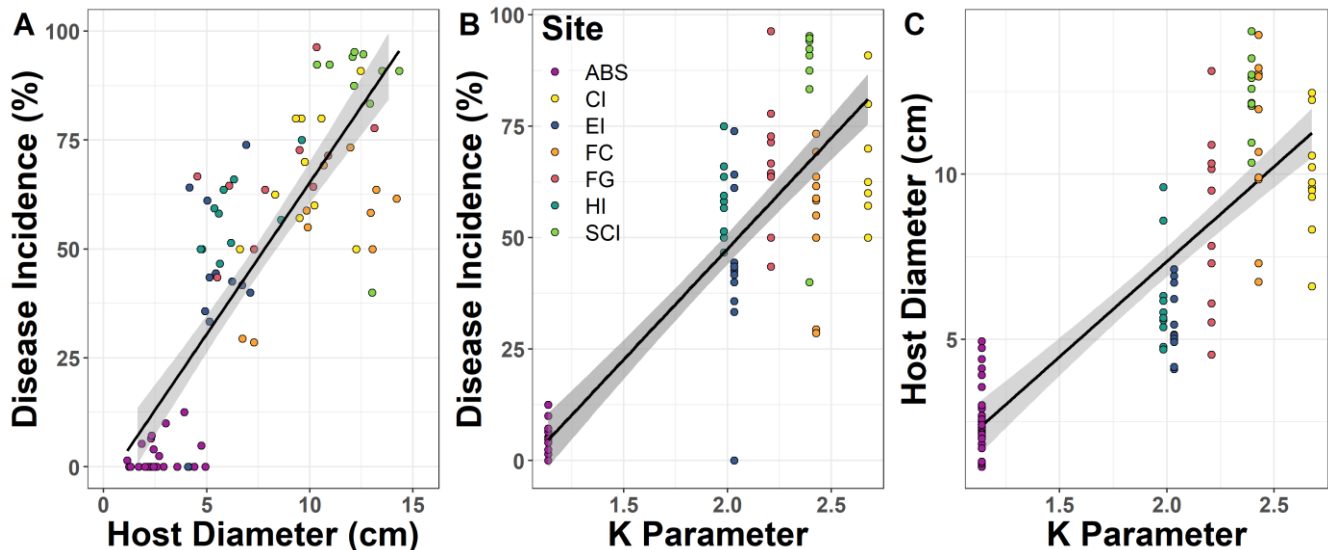 A
Disease Incidence (%)
100
75
50
25
0
0
5
10
15
Host Diameter (cm)
B
Disease Incidence (%)
100
75
50
25
0
1.5
2.0
2.5
K Parameter
Site
ABS
CI
EI
FC
FG
HI
SCI
C
Host Diameter (cm)
10
5
1.5
2.0
2.5
K Parameter